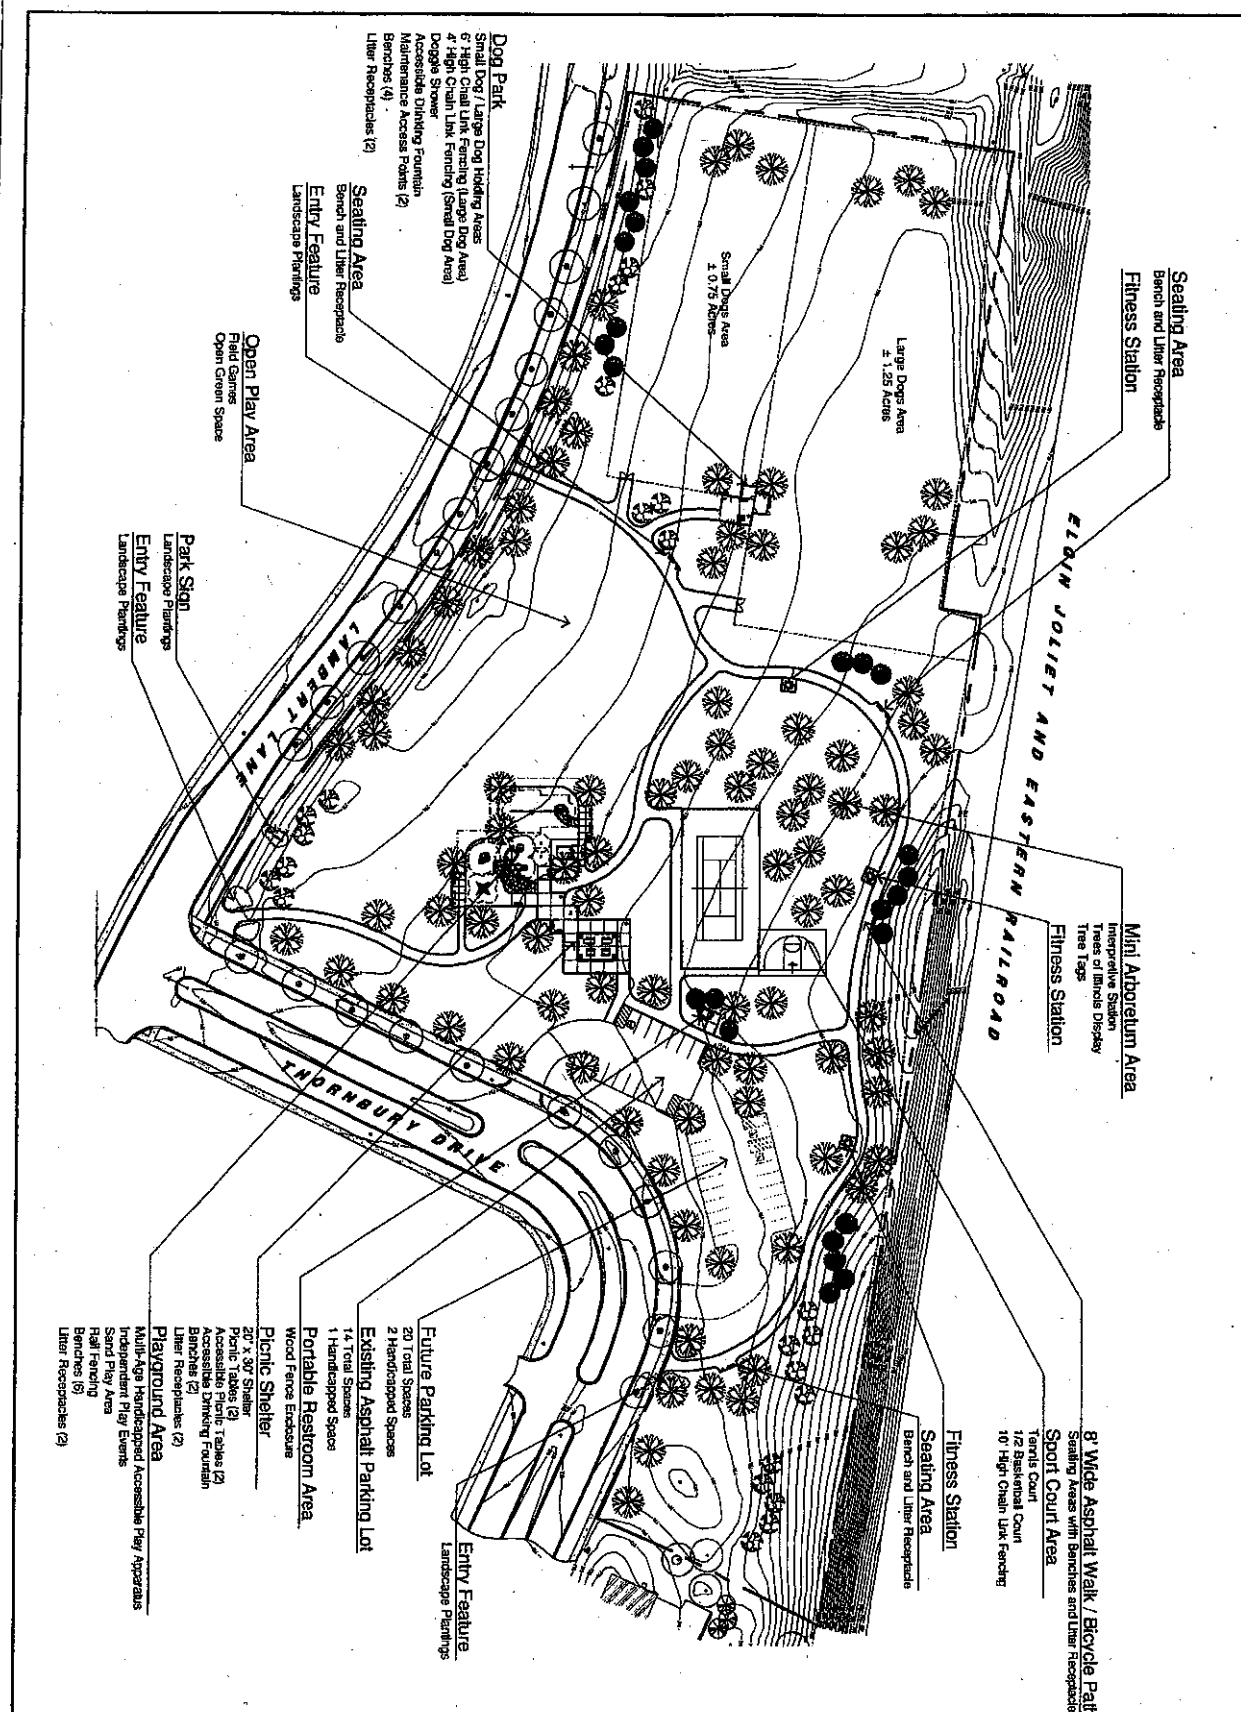 Seating Area
Bench and Litter Receptacle
Fitness Station
Mini Arboretum Area
Interpretive Station
Trees of Illinois Display
Tree Tags
Fitness Station
8' Wide Asphalt Walk / Bicycle Path
Seating Areas with Benches and Litter Receptacle
Sport Court Area
Tennis Court
1/2 Basketball Court
10' High Chain Link Fencing
Fitness Station
Seating Area
Bench and Litter Receptacle
ELGIN JOLIET AND EASTERN RAILROAD
Large Dogs Area
± 1.25 Acres
Small Dogs Area
± 0.75 Acres
Dog Park
Small Dog / Large Dog Holding Areas
6' High Chain Link Fencing (Large Dog Area)
4' High Chain Link Fencing (Small Dog Area)
Doggie Shower
Accessible Drinking Fountain
Maintenance Access Points (2)
Benches (4)
Litter Receptacles (2)
Seating Area
Bench and Litter Receptacle
Entry Feature
Landscape Plantings
Open Play Area
Field Games
Open Green Space
Park Sign
Landscape Plantings
Entry Feature
Landscape Plantings
LAMBERT LANE
THORNBURY DRIVE
Entry Feature
Landscape Plantings
Future Parking Lot
20 Total Spaces
2 Handicapped Spaces
Existing Asphalt Parking Lot
14 Total Spaces
1 Handicapped Space
Portable Restroom Area
Wood Fence Enclosure
Picnic Shelter
20' x 30' Shelter
Picnic Tables (2)
Accessible Picnic Tables (2)
Accessible Drinking Fountain
Benches (2)
Litter Receptacles (2)
Playground Area
Multi-Age Handicapped Accessible Play Apparatus
Independent Play Events
Sand Play Area
Rail Fencing
Benches (6)
Litter Receptacles (2)